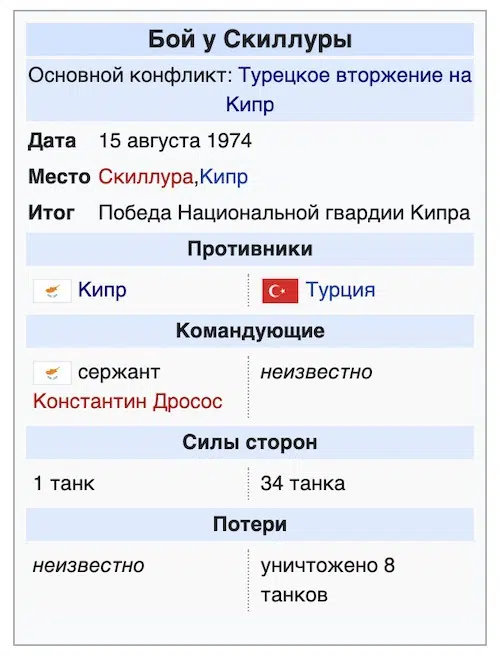 Бой у Скиллуры
Основной конфликт: Турецкое вторжение на
Кипр
Дата 15 августа 1974
Место Скиллура,Кипр
Итог Победа Национальной гвардии Кипра
Противники
Кипр Турция
Командующие
сержант неизвестно
Константин Дросос
Силы сторон
1 танк 34 танка
Потери
неизвестно уничтожено 8
танков